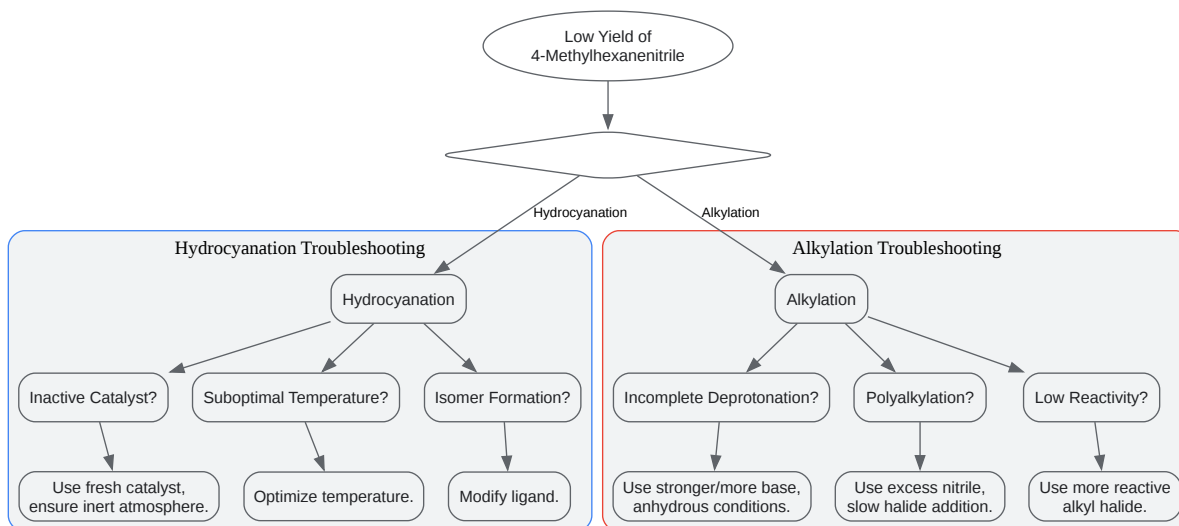 Low Yield of
4-Methylhexanenitrile
Hydrocyanation
Alkylation
Hydrocyanation Troubleshooting
Alkylation Troubleshooting
Hydrocyanation
Alkylation
Inactive Catalyst?
Suboptimal Temperature?
Isomer Formation?
Incomplete Deprotonation?
Polyalkylation?
Low Reactivity?
Use fresh catalyst,
ensure inert atmosphere.
Optimize temperature.
Modify ligand.
Use stronger/more base,
anhydrous conditions.
Use excess nitrile,
slow halide addition.
Use more reactive
alkyl halide.